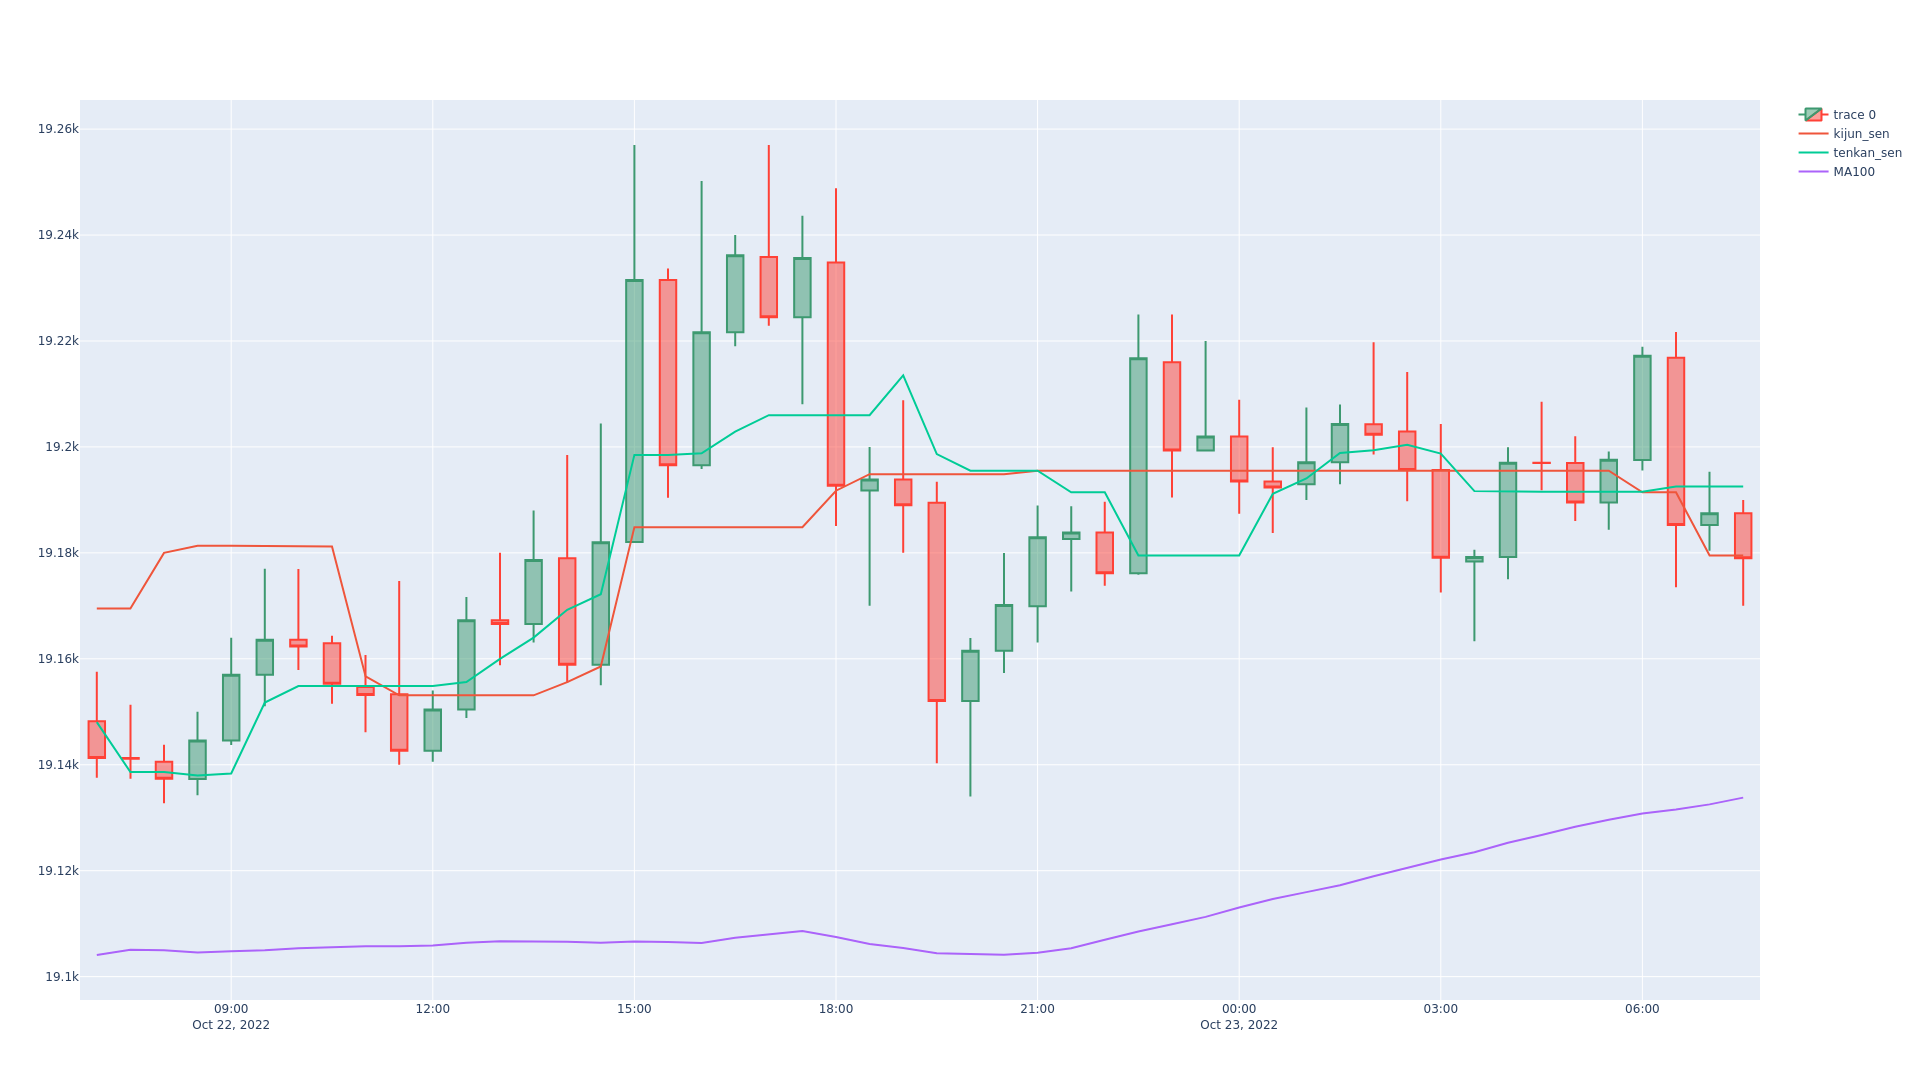 trace 0
kijun_sen
tenkan_sen
MA100
19.26k
19.24k
19.22k
19.2k
19.18k
19.16k
19.14k
19.12k
19.1k
09:00 12:00 15:00 18:00 21:00 00:00 03:00 06:00
Oct 22, 2022 Oct 23, 2022